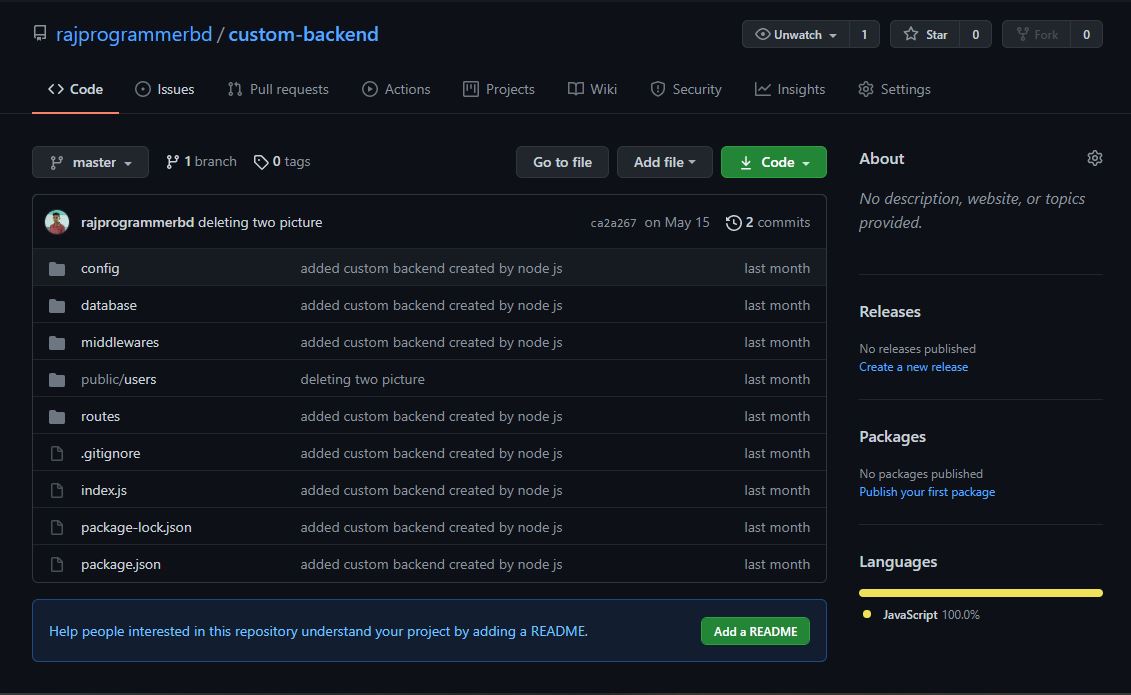 rajprogrammerbd / custom-backend
Unwatch 1 Star 0 Fork 0
Code Issues Pull requests Actions Projects Wiki Security Insights Settings
master 1 branch 0 tags Go to file Add file Code
rajprogrammerbd deleting two picture ca2a267 on May 15 2 commits
config added custom backend created by node js last month
database added custom backend created by node js last month
middlewares added custom backend created by node js last month
public/users deleting two picture last month
routes added custom backend created by node js last month
.gitignore added custom backend created by node js last month
index.js added custom backend created by node js last month
package-lock.json added custom backend created by node js last month
package.json added custom backend created by node js last month
Help people interested in this repository understand your project by adding a README. Add a README
About
No description, website, or topics
provided.
Releases
No releases published
Create a new release
Packages
No packages published
Publish your first package
Languages
JavaScript 100.0%